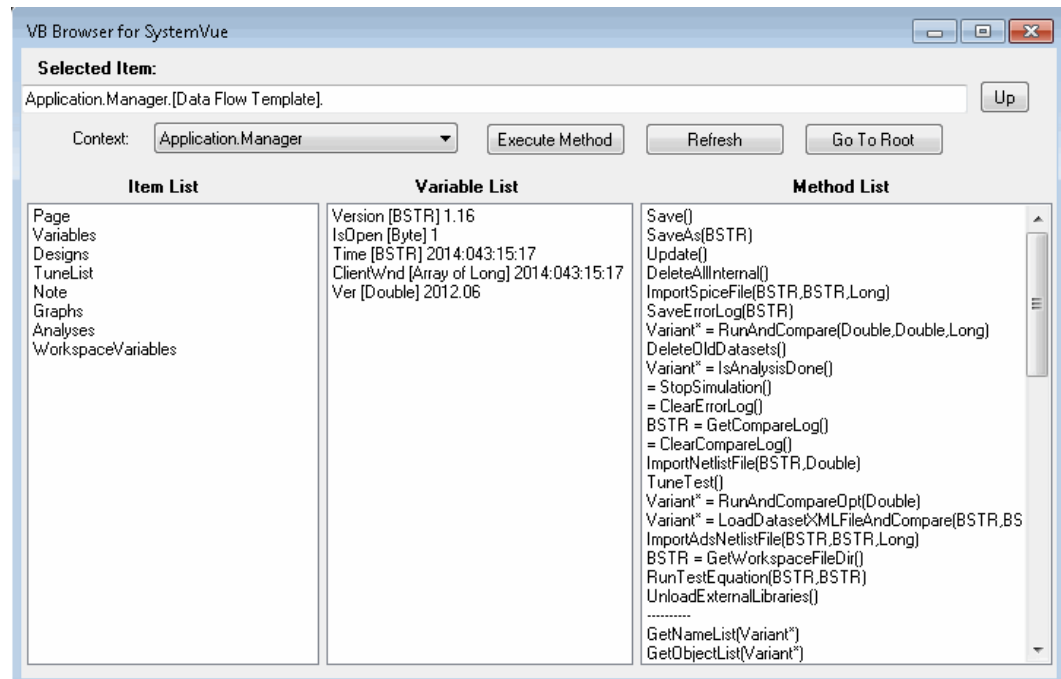 VB Browser for SystemVue
Selected Item:
Application.Manager.[Data Flow Template].
Up
Context:
Application.Manager
Execute Method
Refresh
Go To Root
Item List
Page
Variables
Designs
TuneList
Note
Graphs
Analyses
WorkspaceVariables
Variable List
Version [BSTR] 1.16
IsOpen [Byte] 1
Time [BSTR] 2014:043:15:17
ClientWnd [Array of Long] 2014:043:15:17
Ver [Double] 2012.06
Method List
Save()
SaveAs(BSTR)
Update()
DeleteAllInternal()
ImportSpiceFile(BSTR,BSTR,Long)
SaveErrorLog(BSTR)
Variant* = RunAndCompare(Double,Double,Long)
DeleteOldDatasets()
Variant* = IsAnalysisDone()
= StopSimulation()
= ClearErrorLog()
BSTR = GetCompareLog()
= ClearCompareLog()
ImportNetlistFile(BSTR,Double)
TuneTest()
Variant* = RunAndCompareOpt(Double)
Variant* = LoadDatasetXMLFileAndCompare(BSTR,BS
ImportAdsNetlistFile(BSTR,BSTR,Long)
BSTR = GetWorkspaceFileDir()
RunTestEquation(BSTR,BSTR)
UnloadExternalLibraries()
----------
GetNameList(Variant*)
GetObjectList(Variant*)